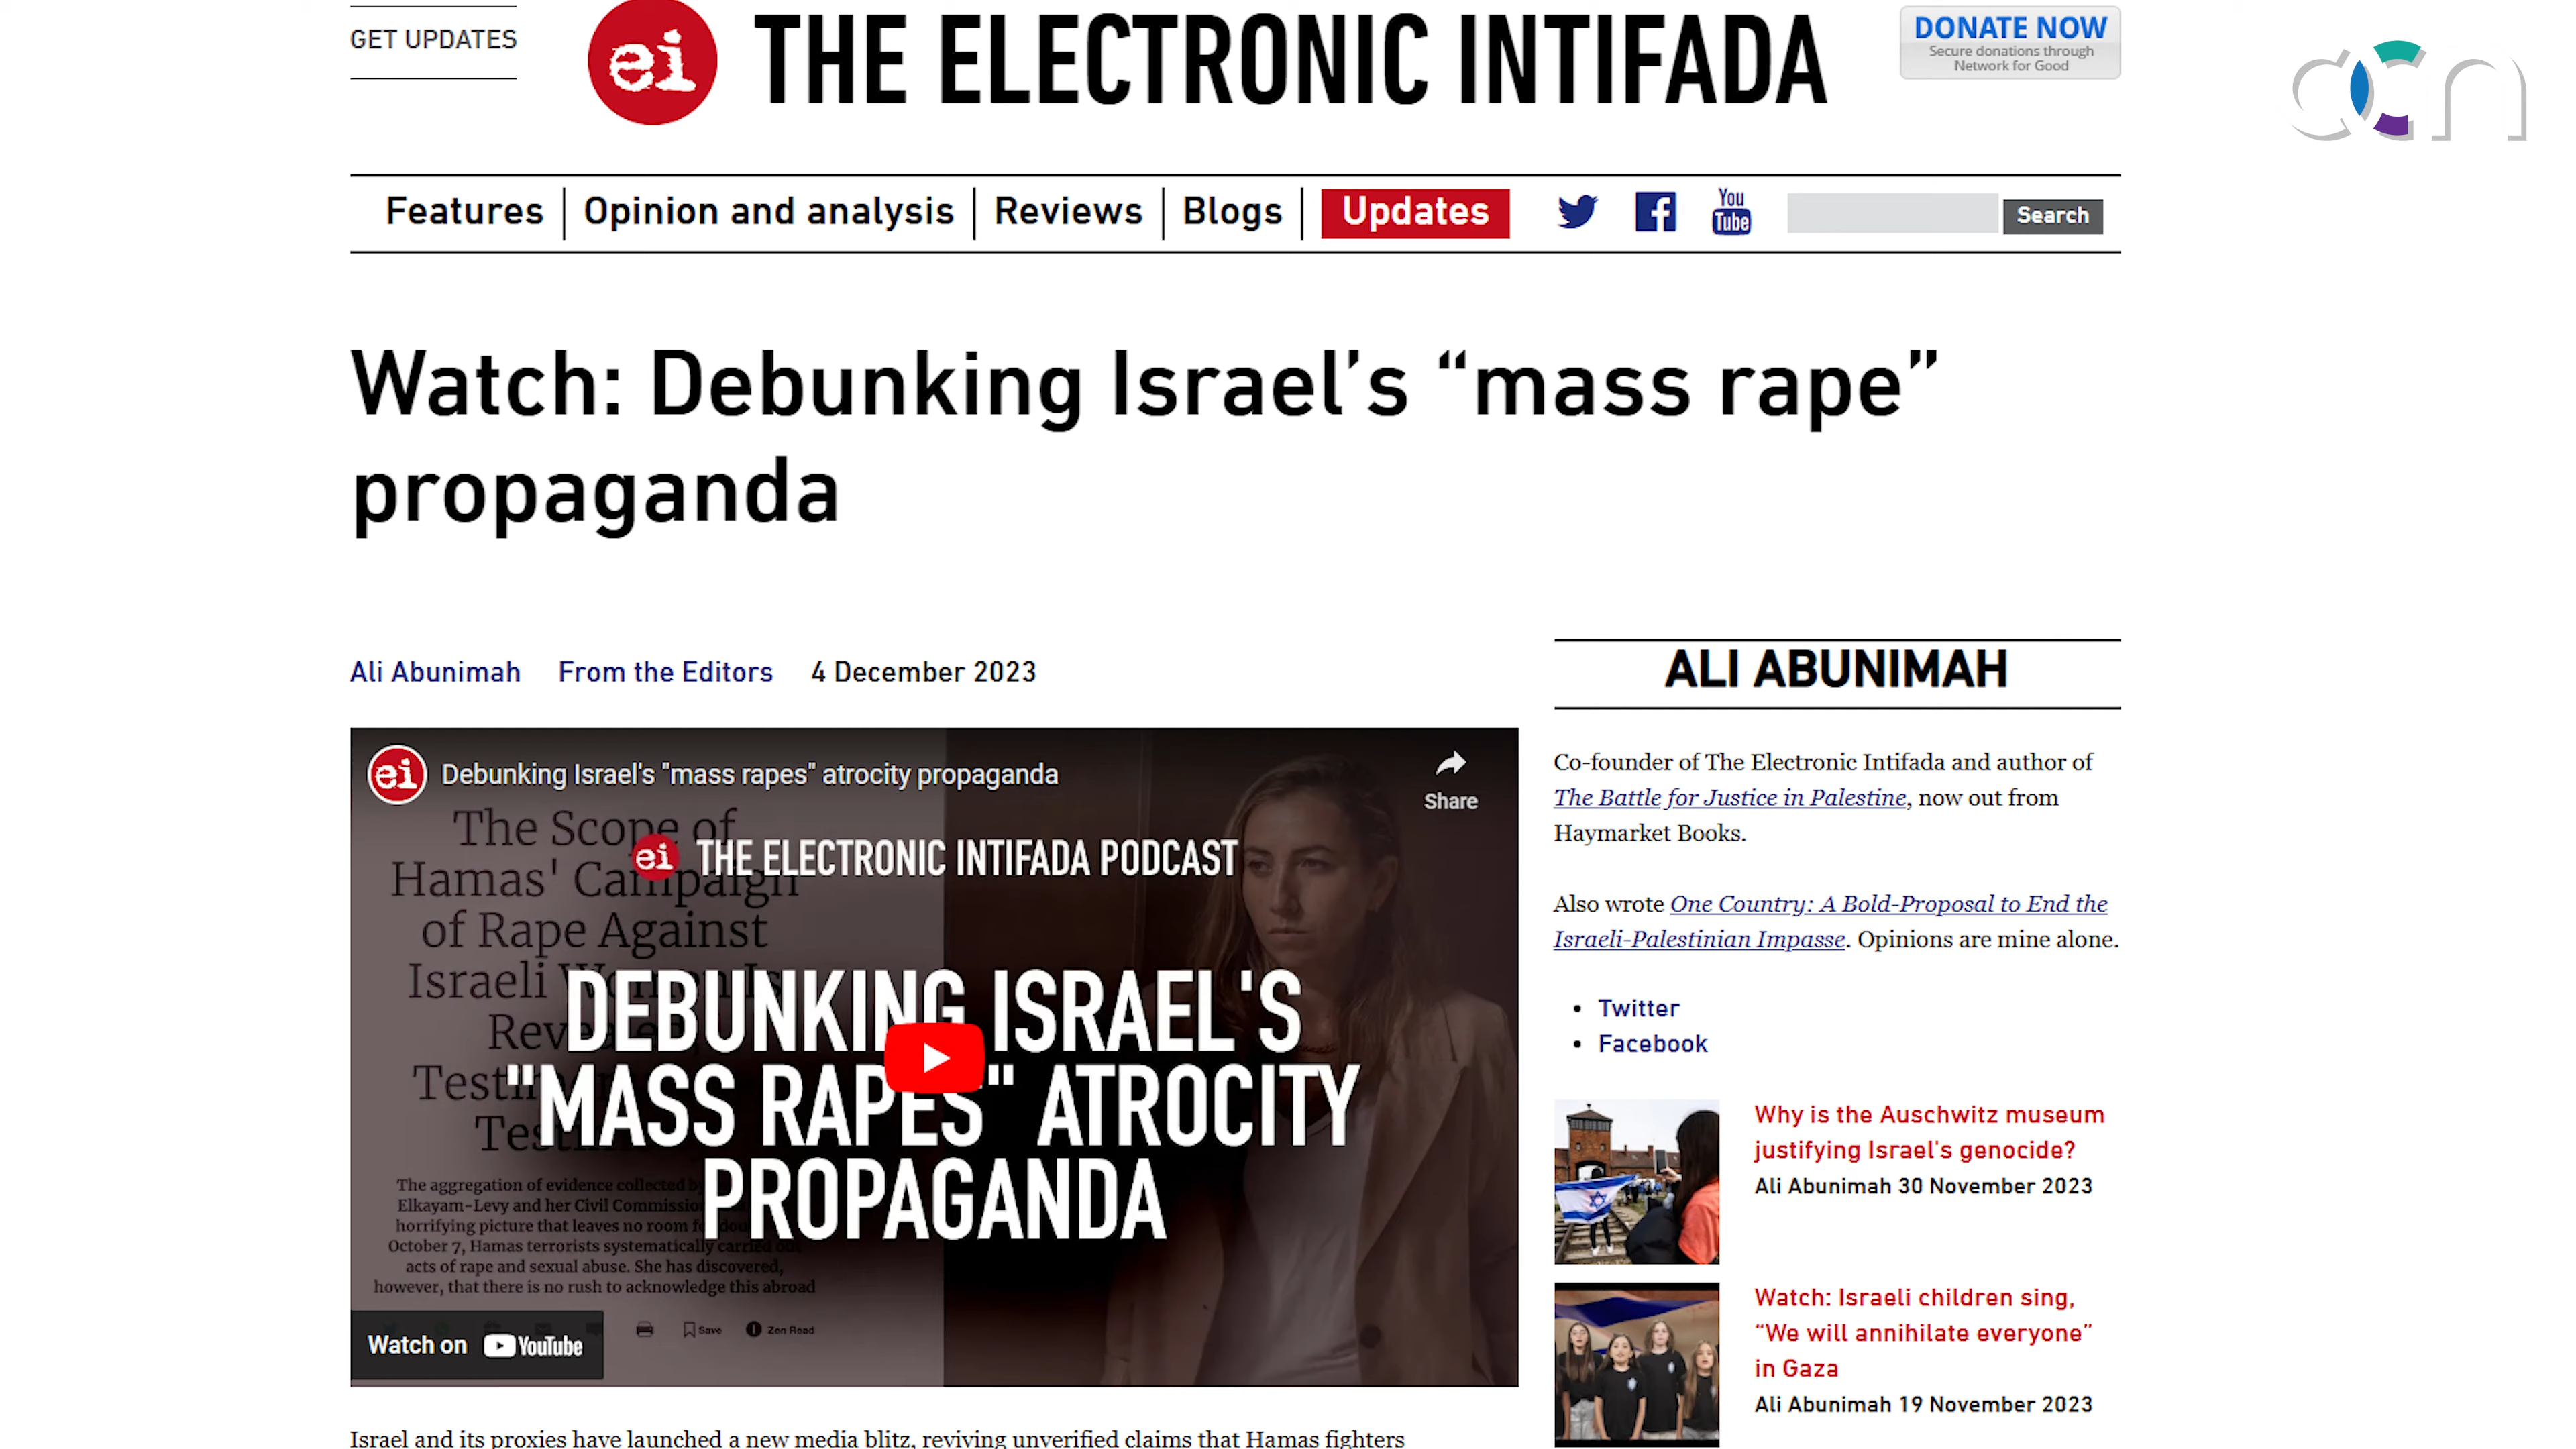 GET UPDATES
ei THE ELECTRONIC INTIFADA
DONATE NOW
Secure donations through
Network for Good
ccn
Features
Opinion and analysis
Reviews
Blogs
Updates
You
Tube
Search
Watch: Debunking Israel's “mass rape”
propaganda
Ali Abunimah From the Editors 4 December 2023
ei Debunking Israel's "mass rapes" atrocity propaganda
Share
The Scope of
Hamas' Campaign
of Rape Against
Israeli
ei THE ELECTRONIC INTIFADA PODCAST
DEBUNKING ISRAEL'S
"MASS RAPES" ATROCITY
PROPAGANDA
The aggregation of evidence collected
Elkayam-Levy and her Civil Commission
horrifying picture that leaves no room
October 7, Hamas terrorists systematically carried out
acts of rape and sexual abuse. She has discovered,
however, that there is no rush to acknowledge this abroad
Save
Zen Read
Watch on YouTube
Israel and its proxies have launched a new media blitz, reviving unverified claims that Hamas fighters
ALI ABUNIMAH
Co-founder of The Electronic Intifada and author of
The Battle for Justice in Palestine, now out from
Haymarket Books.
Also wrote One Country: A Bold-Proposal to End the
Israeli-Palestinian Impasse. Opinions are mine alone.
• Twitter
• Facebook
Why is the Auschwitz museum
justifying Israel's genocide?
Ali Abunimah 30 November 2023
Watch: Israeli children sing,
“We will annihilate everyone”
in Gaza
Ali Abunimah 19 November 2023